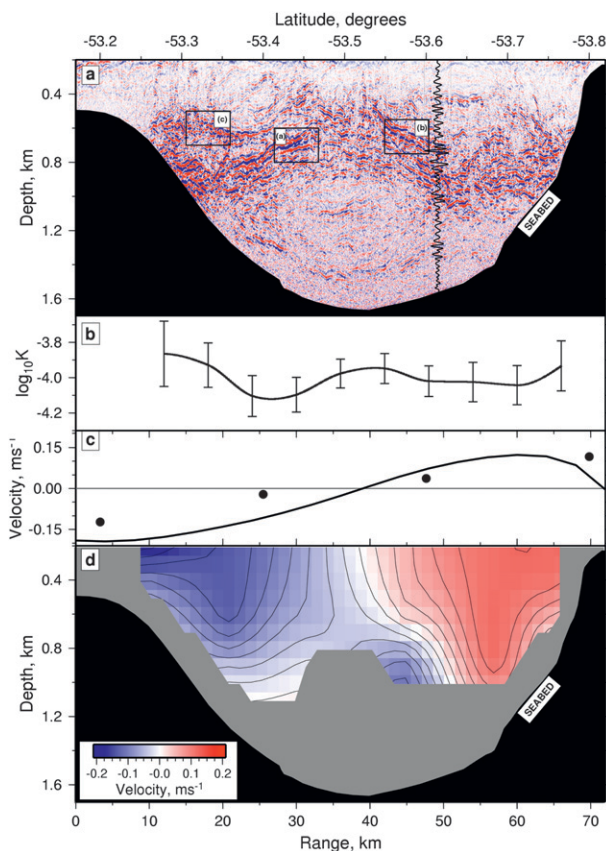 Latitude, degrees
-53.2 -53.3 -53.4 -53.5 -53.6 -53.7 -53.8
a
0.4
0.8
1.2
1.6
Depth, km
(c)
(a)
(b)
SEABED
b
-3.8
-4.0
-4.2
log₁₀K
c
0.15
0.00
-0.15
Velocity, ms⁻¹
d
0.4
0.8
1.2
1.6
Depth, km
SEABED
-0.2 -0.1 -0.0 0.1 0.2
Velocity, ms⁻¹
0 10 20 30 40 50 60 70
Range, km